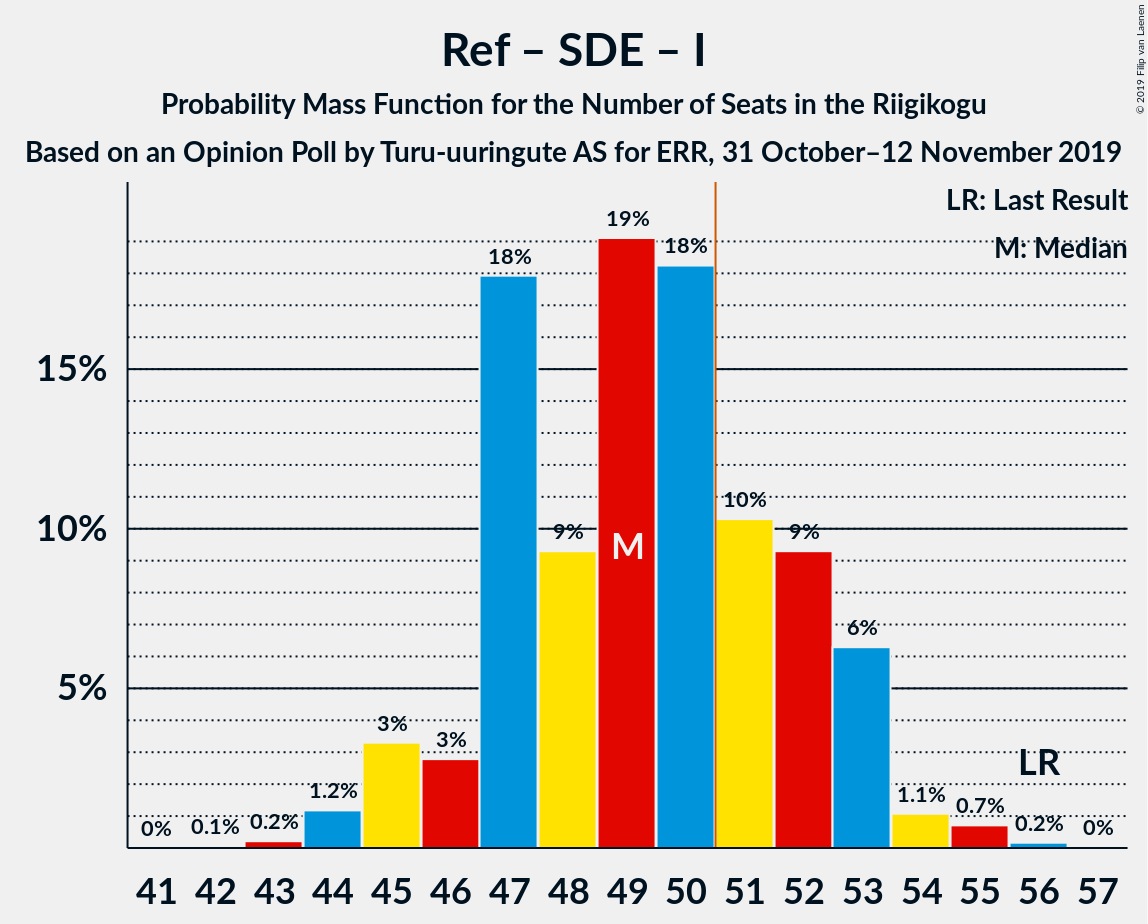 Ref – SDE – I
Probability Mass Function for the Number of Seats in the Riigikogu
Based on an Opinion Poll by Turu-uuringute AS for ERR, 31 October–12 November 2019
© 2019 Filip van Laenen
LR: Last Result
M: Median
15%
10%
5%
0%
0.1%
0.2%
1.2%
3%
3%
18%
9%
19%
18%
10%
9%
6%
1.1%
0.7%
0.2%
0%
M
LR
41 42 43 44 45 46 47 48 49 50 51 52 53 54 55 56 57